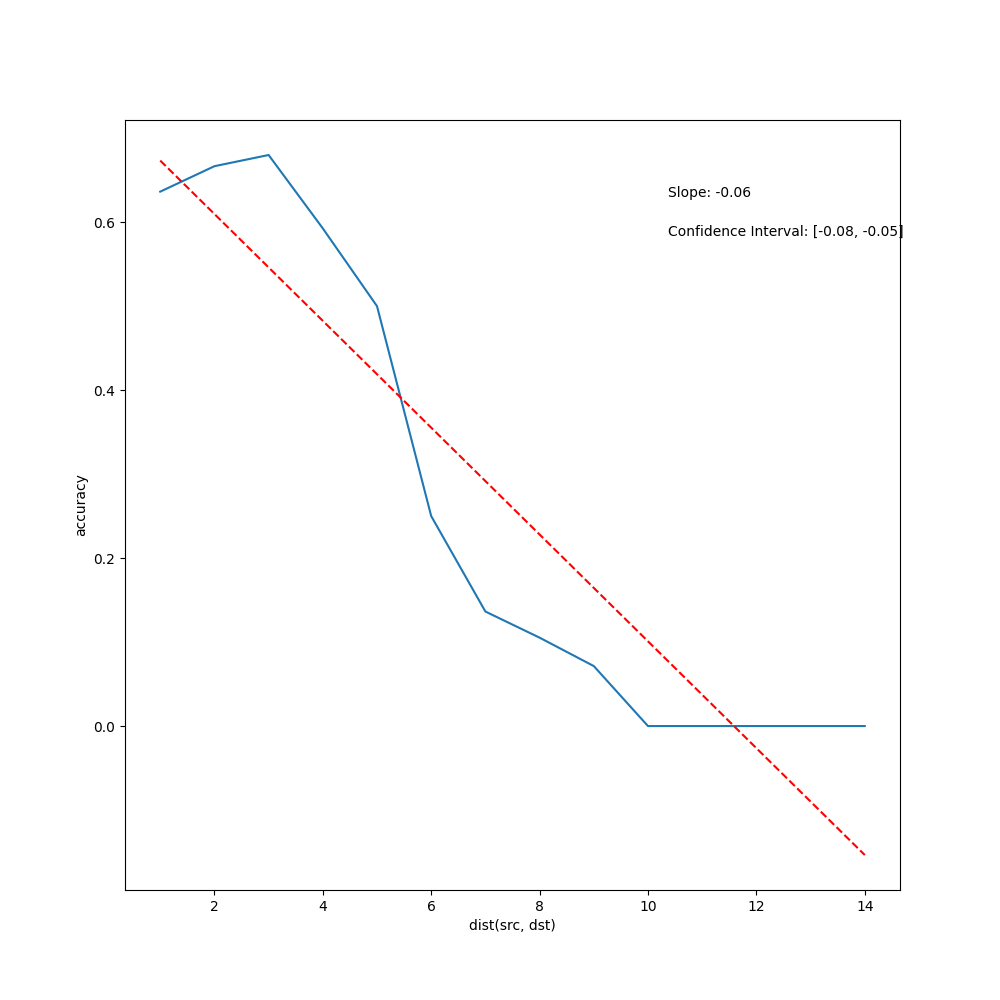 Slope: -0.06
Confidence Interval: [-0.08, -0.05]
0.6
0.4
0.2
0.0
accuracy
2 4 6 8 10 12 14
dist(src, dst)